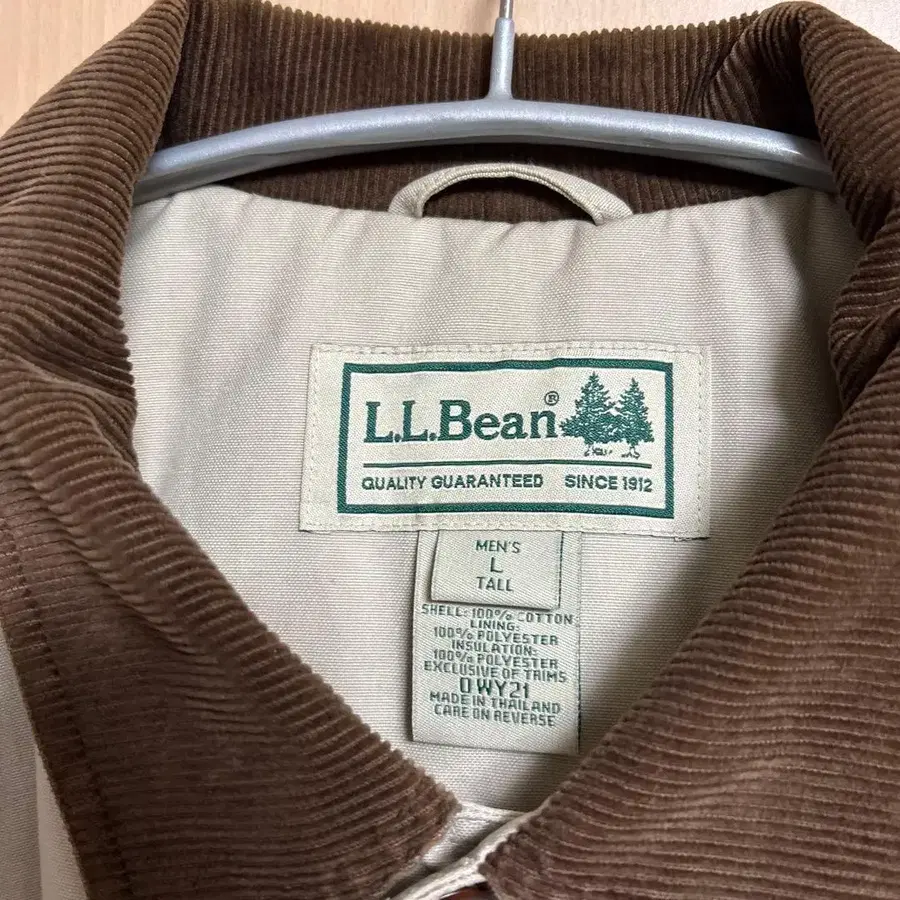 L.L.Bean®
QUALITY GUARANTEED SINCE 1912
MEN'S
L
TALL
SHELL: 100% COTTON
LINING:
100% POLYESTER
INSULATION:
100% POLYESTER
EXCLUSIVE OF TRIMS
0WY21
MADE IN THAILAND
CARE ON REVERSE